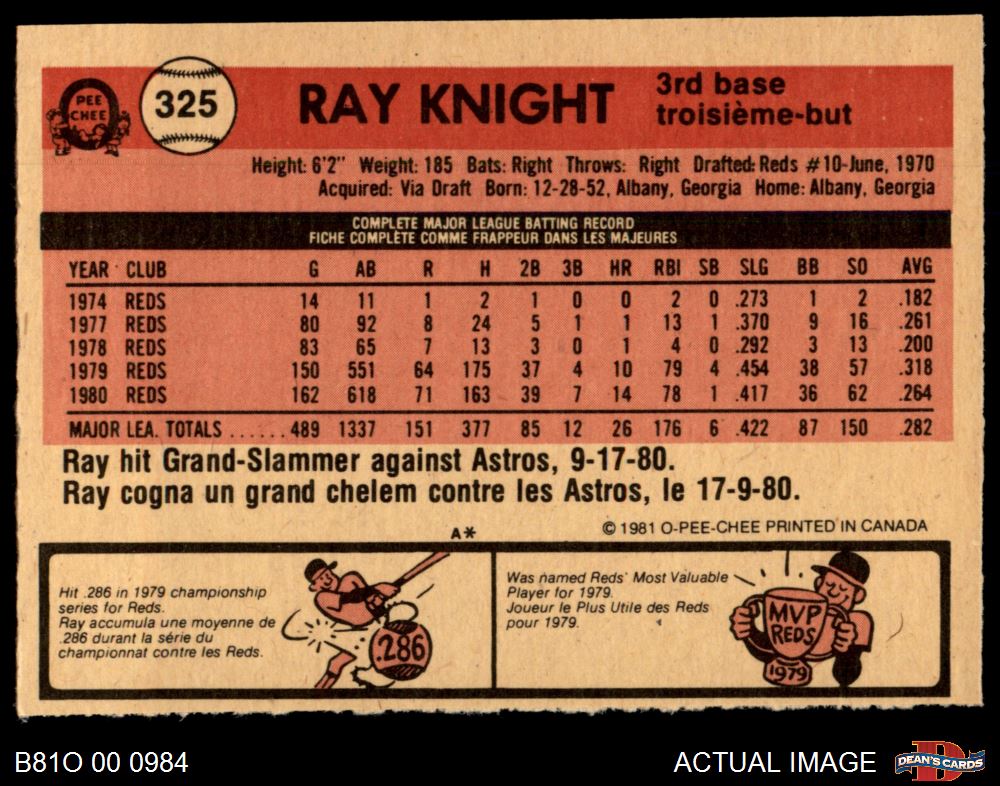 PEE
CHEE
325
RAY KNIGHT
3rd base
troisième-but
Height: 6'2" Weight: 185 Bats: Right Throws: Right Drafted: Reds #10-June, 1970
Acquired: Via Draft Born: 12-28-52, Albany, Georgia Home: Albany, Georgia
COMPLETE MAJOR LEAGUE BATTING RECORD
FICHE COMPLÈTE COMME FRAPPEUR DANS LES MAJEURES
YEAR CLUB G AB R H 2B 3B HR RBI SB SLG BB SO AVG
1974 REDS 14 11 1 2 1 0 0 2 0 .273 1 2 .182
1977 REDS 80 92 8 24 5 1 1 13 1 .370 9 16 .261
1978 REDS 83 65 7 13 3 0 1 4 0 .292 3 13 .200
1979 REDS 150 551 64 175 37 4 10 79 4 .454 38 57 .318
1980 REDS 162 618 71 163 39 7 14 78 1 .417 36 62 .264
MAJOR LEA. TOTALS ...... 489 1337 151 377 85 12 26 176 6 .422 87 150 .282
Ray hit Grand-Slammer against Astros, 9-17-80.
Ray cogna un grand chelem contre les Astros, le 17-9-80.
A*
© 1981 O-PEE-CHEE PRINTED IN CANADA
Hit .286 in 1979 championship
series for Reds.
Ray accumula une moyenne de
.286 durant la série du
championnat contre les Reds.
.286
Was named Reds' Most Valuable
Player for 1979.
Joueur le Plus Utile des Reds
pour 1979.
MVP
REDS
1979
B81O 00 0984
ACTUAL IMAGE
D
DEAN'S CARDS